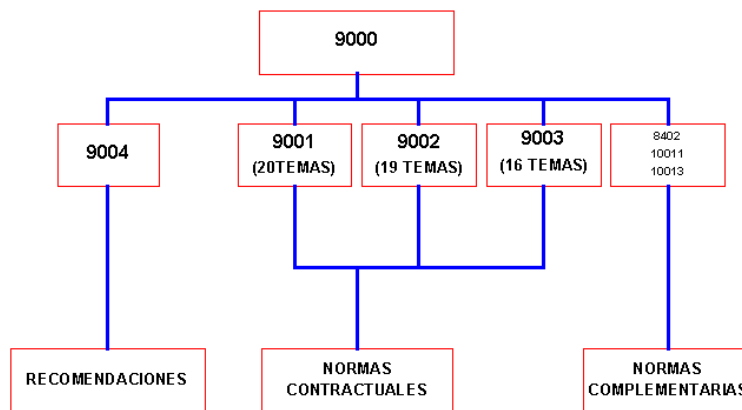 9000
9004
9001
(20TEMAS)
9002
(19 TEMAS)
9003
(16 TEMAS)
8402
10011
10013
RECOMENDACIONES
NORMAS
CONTRACTUALES
NORMAS
COMPLEMENTARIAS